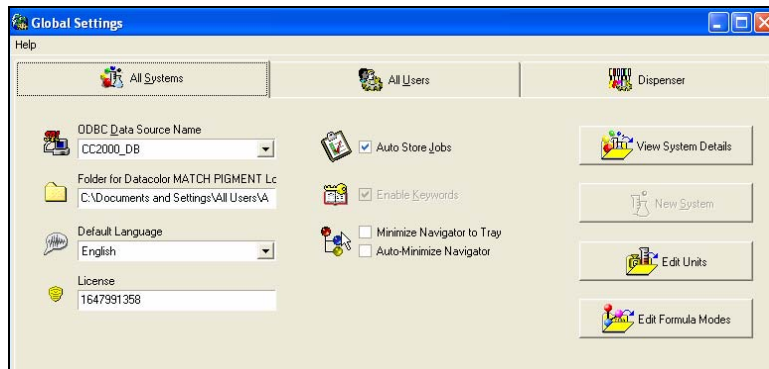 Global Settings
Help
All Systems
All Users
Dispenser
ODBC Data Source Name
CC2000_DB
Folder for Datacolor MATCH PIGMENT Lc
C:\Documents and Settings\All Users\A
Default Language
English
License
1647991358
Auto Store Jobs
Enable Keywords
Minimize Navigator to Tray
Auto-Minimize Navigator
View System Details
New System
Edit Units
Edit Formula Modes